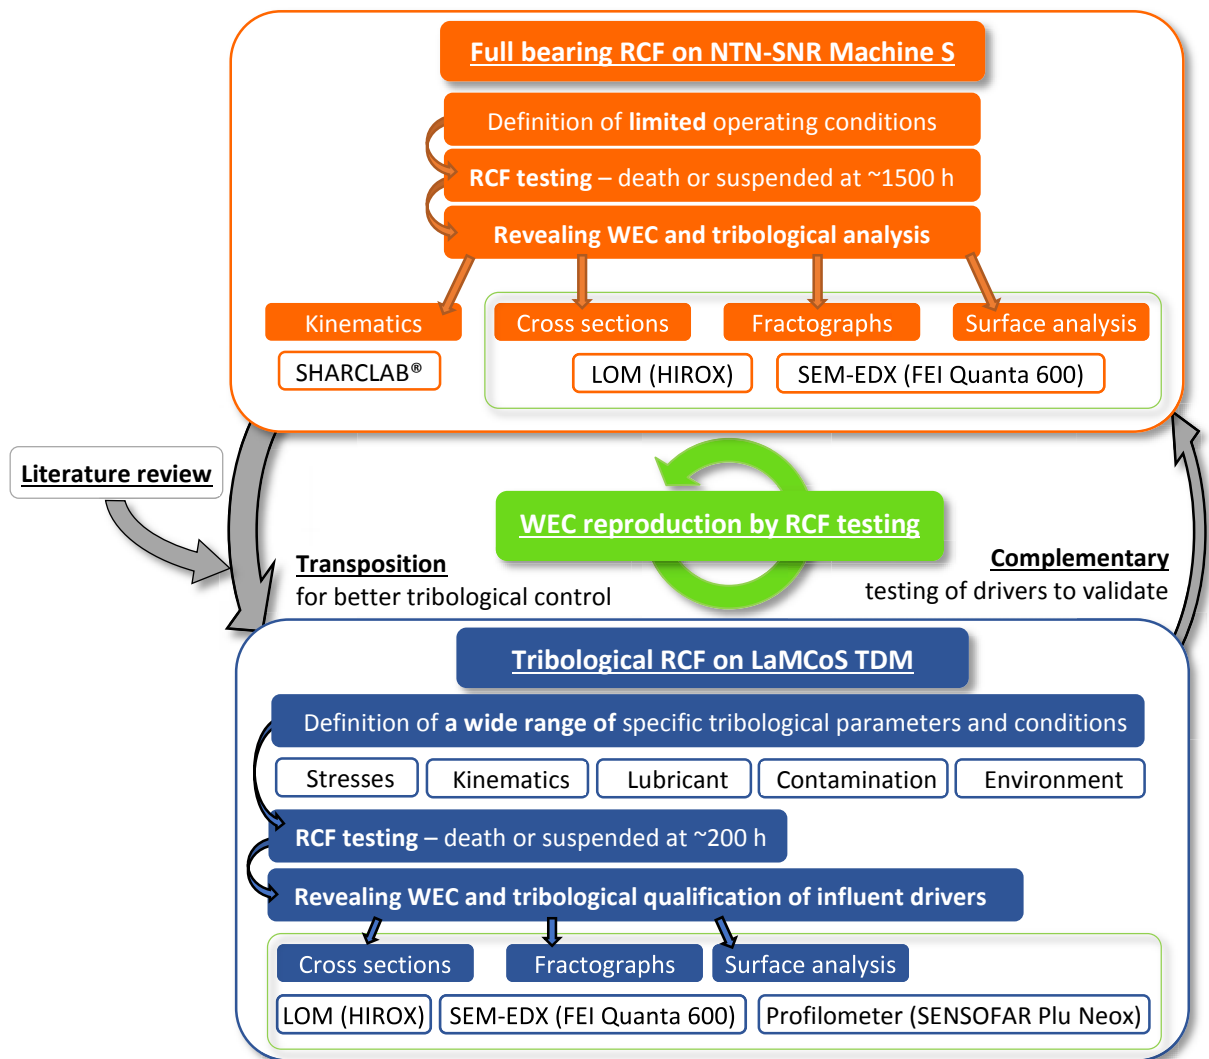 Full bearing RCF on NTN-SNR Machine S
Definition of limited operating conditions
RCF testing – death or suspended at ~1500 h
Revealing WEC and tribological analysis
Kinematics
Cross sections
Fractographs
Surface analysis
SHARCLAB®
LOM (HIROX)
SEM-EDX (FEI Quanta 600)
Literature review
WEC reproduction by RCF testing
Transposition
for better tribological control
Complementary
testing of drivers to validate
Tribological RCF on LaMCoS TDM
Definition of a wide range of specific tribological parameters and conditions
Stresses
Kinematics
Lubricant
Contamination
Environment
RCF testing – death or suspended at ~200 h
Revealing WEC and tribological qualification of influent drivers
Cross sections
Fractographs
Surface analysis
LOM (HIROX)
SEM-EDX (FEI Quanta 600)
Profilometer (SENSOFAR Plu Neox)